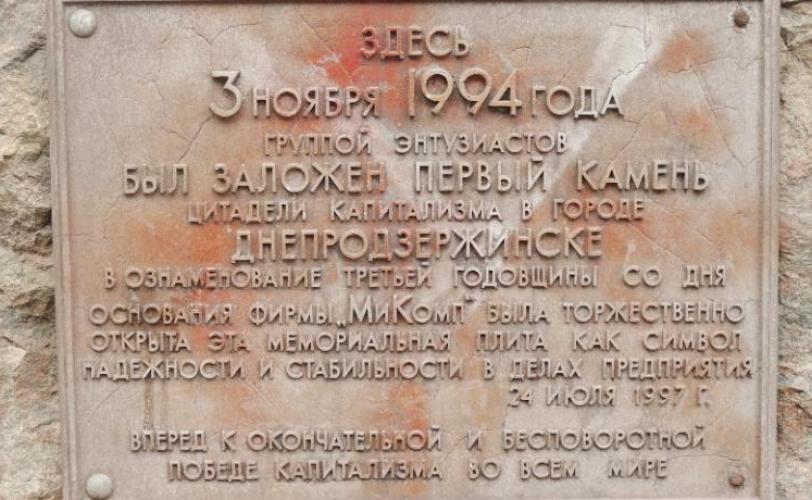 ЗДЕСЬ
3 НОЯБРЯ 1994 ГОДА
ГРУППОЙ ЭНТУЗИАСТОВ
БЫЛ ЗАЛОЖЕН ПЕРВЫЙ КАМЕНЬ
ЦИТАДЕЛИ КАПИТАЛИЗМА В ГОРОДЕ
ДНЕПРОДЗЕРЖИНСКЕ
В ОЗНАМЕНОВАНИЕ ТРЕТЬЕЙ ГОДОВЩИНЫ СО ДНЯ
ОСНОВАНИЯ ФИРМЫ „МиКомп" БЫЛА ТОРЖЕСТВЕННО
ОТКРЫТА ЭТА МЕМОРИАЛЬНАЯ ПЛИТА КАК СИМВОЛ
НАДЕЖНОСТИ И СТАБИЛЬНОСТИ В ДЕЛАХ ПРЕДПРИЯТИЯ
24 ИЮЛЯ 1997 Г.
ВПЕРЕД К ОКОНЧАТЕЛЬНОЙ И БЕСПОВОРОТНОЙ
ПОБЕДЕ КАПИТАЛИЗМА ВО ВСЕМ МИРЕ